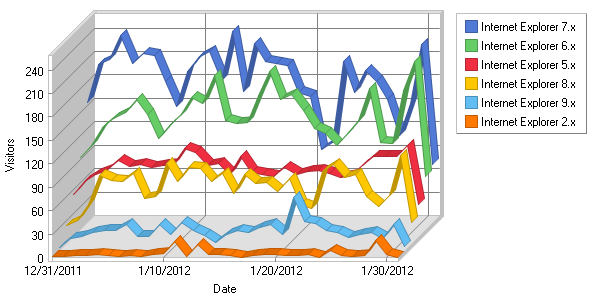 Internet Explorer 7.x
Internet Explorer 6.x
Internet Explorer 5.x
Internet Explorer 8.x
Internet Explorer 9.x
Internet Explorer 2.x
Visitors
240
210
180
150
120
90
60
30
0
12/31/2011 1/10/2012 1/20/2012 1/30/2012
Date